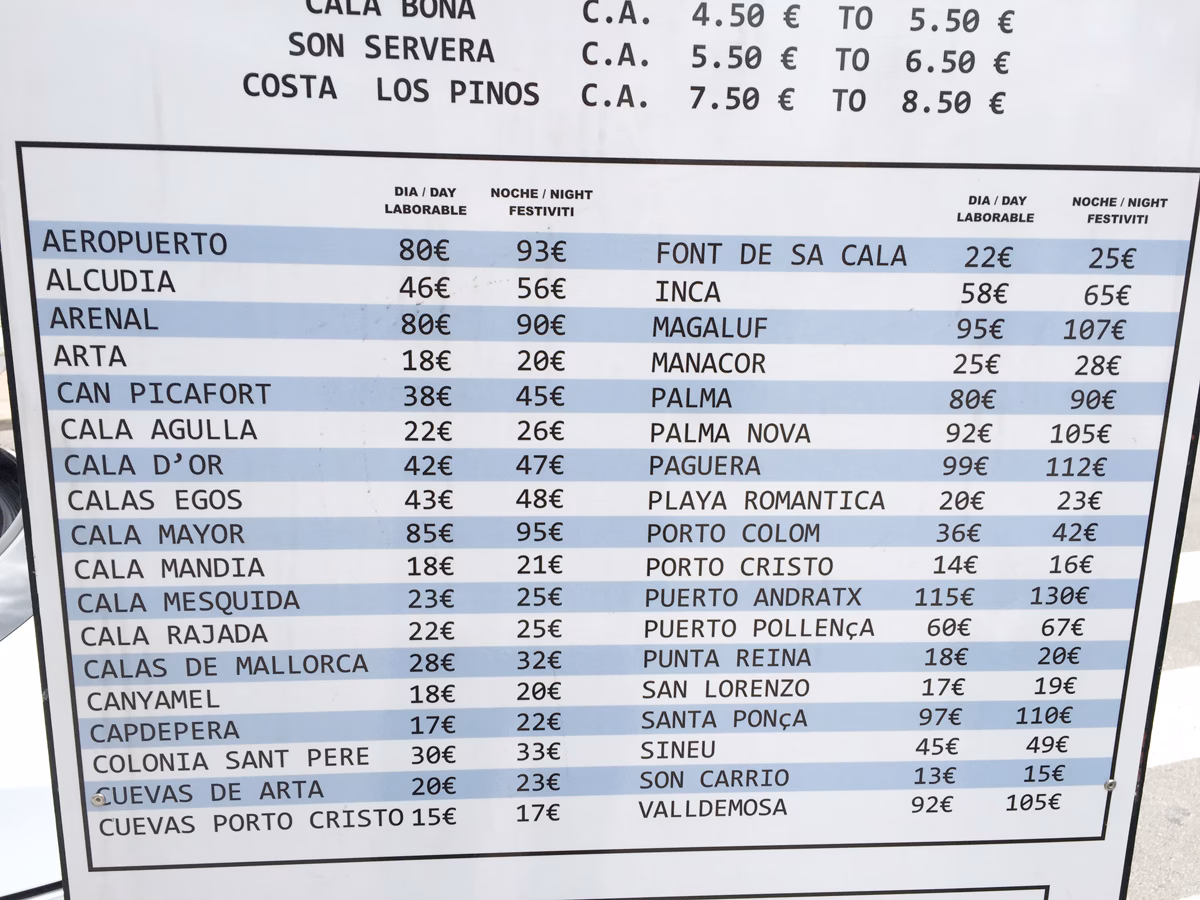 CALA BONA C.A. 4.50 € TO 5.50 €
SON SERVERA C.A. 5.50 € TO 6.50 €
COSTA LOS PINOS C.A. 7.50 € TO 8.50 €
DIA / DAY NOCHE / NIGHT DIA / DAY NOCHE / NIGHT
LABORABLE FESTIVITI LABORABLE FESTIVITI
AEROPUERTO 80€ 93€ FONT DE SA CALA 22€ 25€
ALCUDIA 46€ 56€ INCA 58€ 65€
ARENAL 80€ 90€ MAGALUF 95€ 107€
ARTA 18€ 20€ MANACOR 25€ 28€
CAN PICAFORT 38€ 45€ PALMA 80€ 90€
CALA AGULLA 22€ 26€ PALMA NOVA 92€ 105€
CALA D’OR 42€ 47€ PAGUERA 99€ 112€
CALAS EGOS 43€ 48€ PLAYA ROMANTICA 20€ 23€
CALA MAYOR 85€ 95€ PORTO COLOM 36€ 42€
CALA MANDIA 18€ 21€ PORTO CRISTO 14€ 16€
CALA MESQUIDA 23€ 25€ PUERTO ANDRATX 115€ 130€
CALA RAJADA 22€ 25€ PUERTO POLLENçA 60€ 67€
CALAS DE MALLORCA 28€ 32€ PUNTA REINA 18€ 20€
CANYAMEL 18€ 20€ SAN LORENZO 17€ 19€
CAPDEPERA 17€ 22€ SANTA PONçA 97€ 110€
COLONIA SANT PERE 30€ 33€ SINEU 45€ 49€
CUEVAS DE ARTA 20€ 23€ SON CARRIO 13€ 15€
CUEVAS PORTO CRISTO 15€ 17€ VALLDEMOSA 92€ 105€